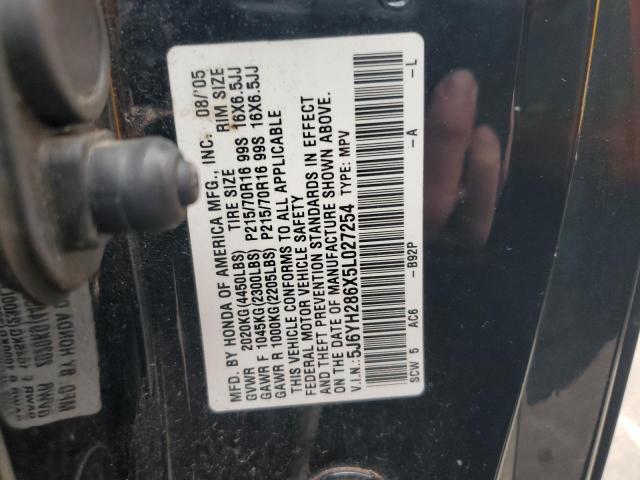 MFD. BY HONDA OF AMERICA MFG., INC. 08/'05
TIRE SIZE RIM SIZE
GVWR 2020KG(4450LBS)
GAWR F 1045KG(2300LBS) P215/70R16 99S 16X6.5JJ
GAWR R 1000KG(2205LBS) P215/70R16 99S 16X6.5JJ
THIS VEHICLE CONFORMS TO ALL APPLICABLE
FEDERAL MOTOR VEHICLE SAFETY
AND THEFT PREVENTION STANDARDS IN EFFECT
ON THE DATE OF MANUFACTURE SHOWN ABOVE.
V.I.N.: 5J6YH286X5L027254 TYPE: MPV
SCW 5 AC6 -B92P -A -L